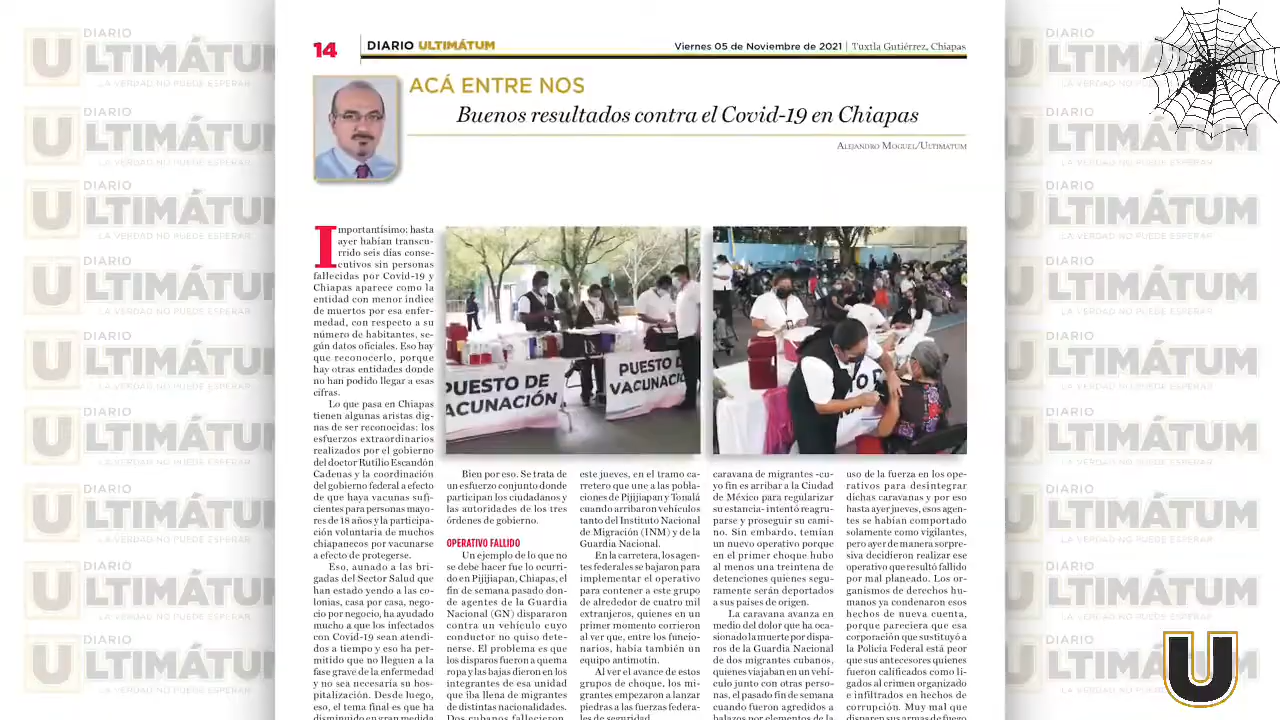 14
DIARIO ULTIMÁTUM
Viernes 05 de Noviembre de 2021 | Tuxtla Gutiérrez, Chiapas
ACÁ ENTRE NOS
Buenos resultados contra el Covid-19 en Chiapas
Alejandro Moguel/Ultimatum
Importantísimo: hasta
ayer habían transcu-
rrido seis días conse-
cutivos sin personas
fallecidas por Covid-19 y
Chiapas aparece como la
entidad con menor índice
de muertos por esa enfer-
medad, con respecto a su
número de habitantes, se-
gún datos oficiales. Eso hay
que reconocerlo, porque
hay otras entidades donde
no han podido llegar a esas
cifras.
Lo que pasa en Chiapas
tienen algunas aristas dig-
nas de ser reconocidas: los
esfuerzos extraordinarios
realizados por el gobierno
del doctor Rutilio Escandón
Cadenas y la coordinación
del gobierno federal a efecto
de que haya vacunas sufi-
cientes para personas mayo-
res de 18 años y la participa-
ción voluntaria de muchos
chiapanecos por vacunarse
a efecto de protegerse.
Eso, aunado a las bri-
gadas del Sector Salud que
han estado yendo a las co-
lonias, casa por casa, nego-
cio por negocio, ha ayudado
mucho a que los infectados
con Covid-19 sean atendi-
dos a tiempo y eso ha per-
mitido que no lleguen a la
fase grave de la enfermedad
y no sea necesaria su hos-
pitalización. Desde luego,
eso, el tema final es que ha
disminuido en gran medida
PUESTO DE
ACUNACIÓN
PUESTO D
VACUNACIÓ
Bien por eso. Se trata de
un esfuerzo conjunto donde
participan los ciudadanos y
las autoridades de los tres
órdenes de gobierno.
OPERATIVO FALLIDO
Un ejemplo de lo que no
se debe hacer fue lo ocurri-
do en Pijijiapan, Chiapas, el
fin de semana pasado don-
de agentes de la Guardia
Nacional (GN) dispararon
contra un vehículo cuyo
conductor no quiso dete-
nerse. El problema es que
los disparos fueron a quema
ropa y las bajas dieron en los
integrantes de esa unidad
que iba llena de migrantes
de distintas nacionalidades.
Dos cubanos fallecieron
este jueves, en el tramo ca-
rretero que une a las pobla-
ciones de Pijijiapan y Tonalá
cuando arribaron vehículos
tanto del Instituto Nacional
de Migración (INM) y de la
Guardia Nacional.
En la carretera, los agen-
tes federales se bajaron para
implementar el operativo
para contener a este grupo
de alrededor de cuatro mil
extranjeros, quienes en un
primer momento corrieron
al ver que, entre los funcio-
narios, había también un
equipo antimotín.
Al ver el avance de estos
grupos de choque, los mi-
grantes empezaron a lanzar
piedras a las fuerzas federa-
les de seguridad.
caravana de migrantes -cu-
yo fin es arribar a la Ciudad
de México para regularizar
su estancia- intentó reagru-
parse y proseguir su cami-
no. Sin embargo, temían
un nuevo operativo porque
en el primer choque hubo
al menos una treintena de
detenciones quienes segu-
ramente serán deportados
a sus países de origen.
La caravana avanza en
medio del dolor que ha oca-
sionado la muerte por dispa-
ros de la Guardia Nacional
de dos migrantes cubanos,
quienes viajaban en un vehí-
culo junto con otras perso-
nas, el pasado fin de semana
cuando fueron agredidos a
balazos por elementos de la
uso de la fuerza en los ope-
rativos para desintegrar
dichas caravanas y por eso
hasta ayer jueves, esos agen-
tes se habían comportado
solamente como vigilantes,
pero ayer de manera sorpre-
siva decidieron realizar ese
operativo que resultó fallido
por mal planeado. Los or-
ganismos de derechos hu-
manos ya condenaron esos
hechos de nueva cuenta,
porque pareciera que esa
corporación que sustituyó a
la Policía Federal está peor
que sus antecesores quienes
fueron calificados como li-
gados al crimen organizado
e infiltrados en hechos de
corrupción. Muy mal que
disparen sus armas de fuego
U